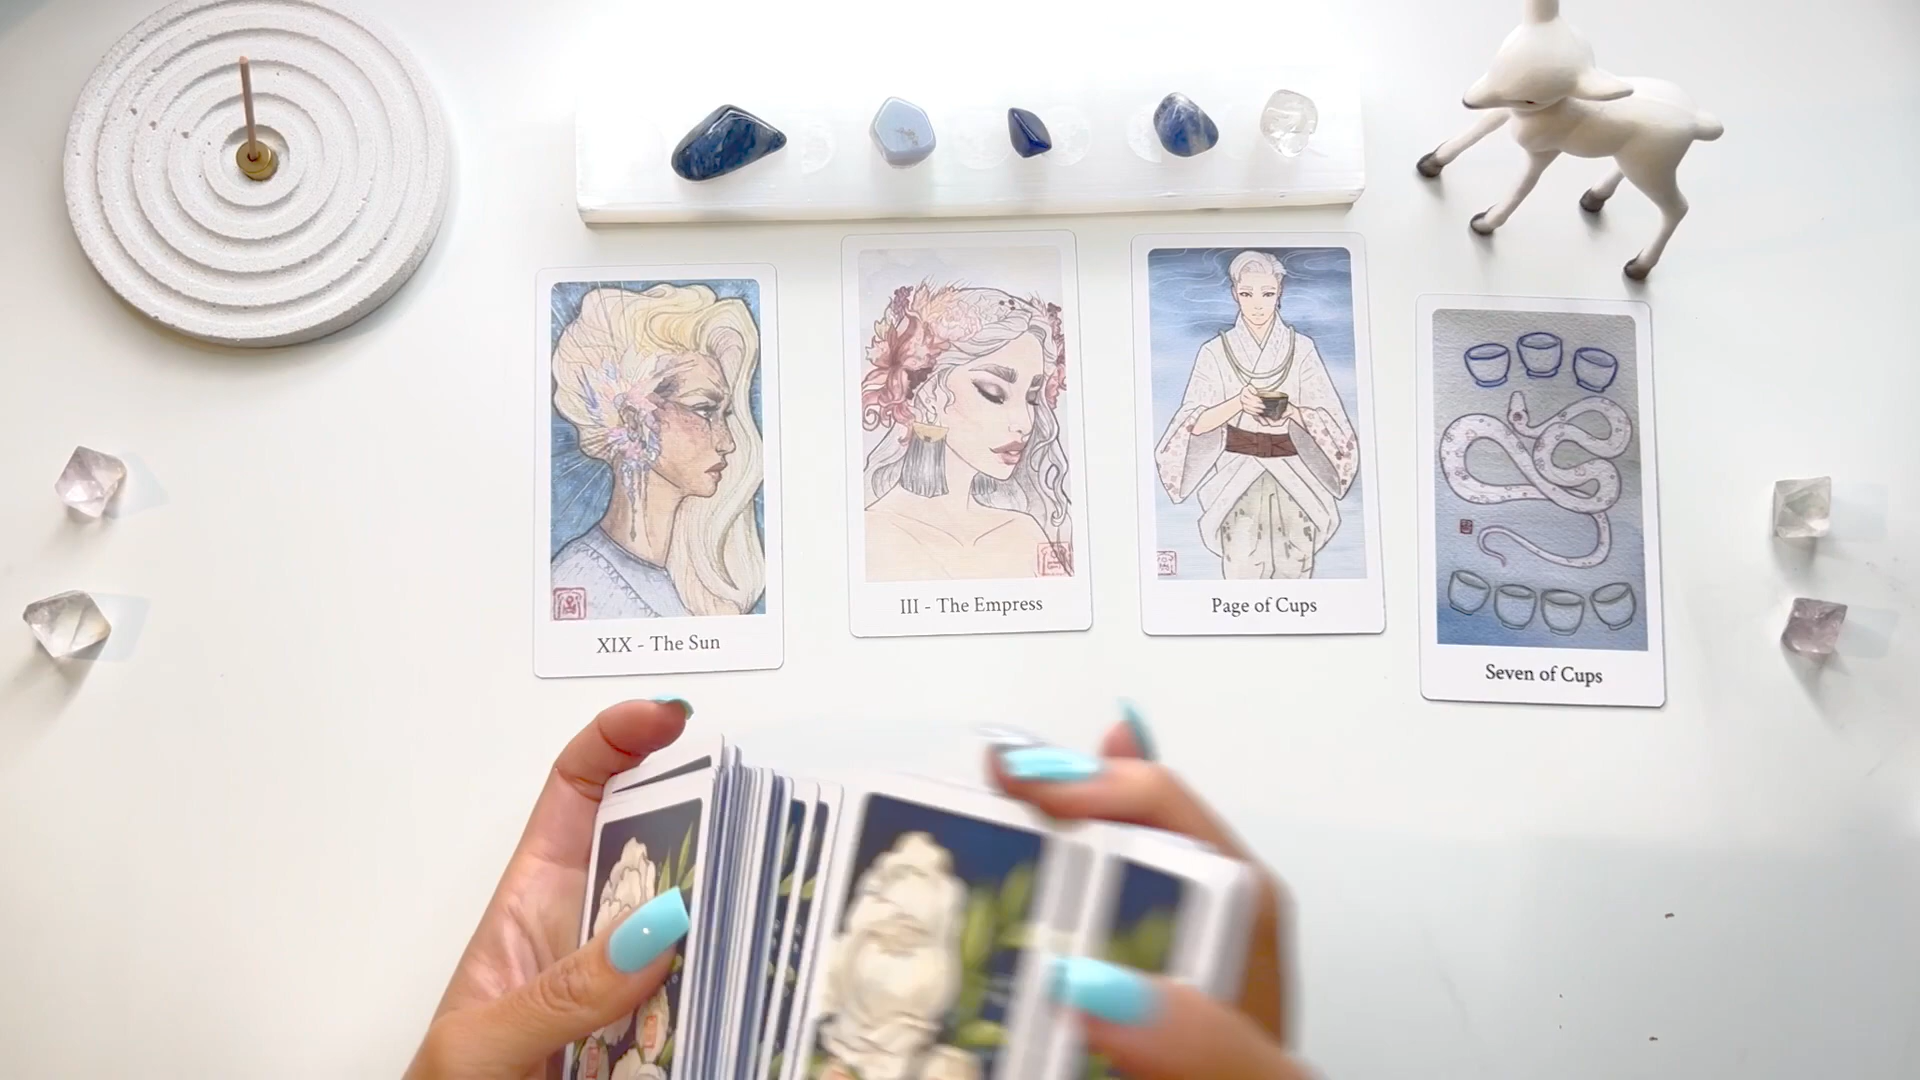 XIX - The Sun
III - The Empress
Page of Cups
Seven of Cups